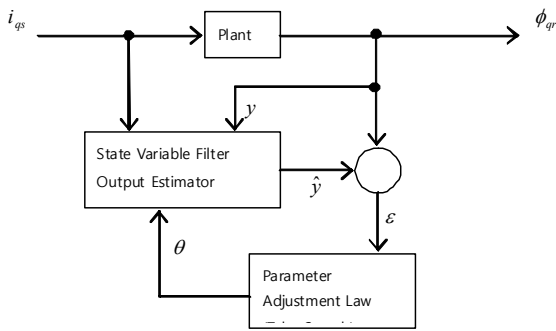 i_qs
Plant
ϕ_qr
y
State Variable Filter
Output Estimator
ŷ
ε
θ
Parameter
Adjustment Law